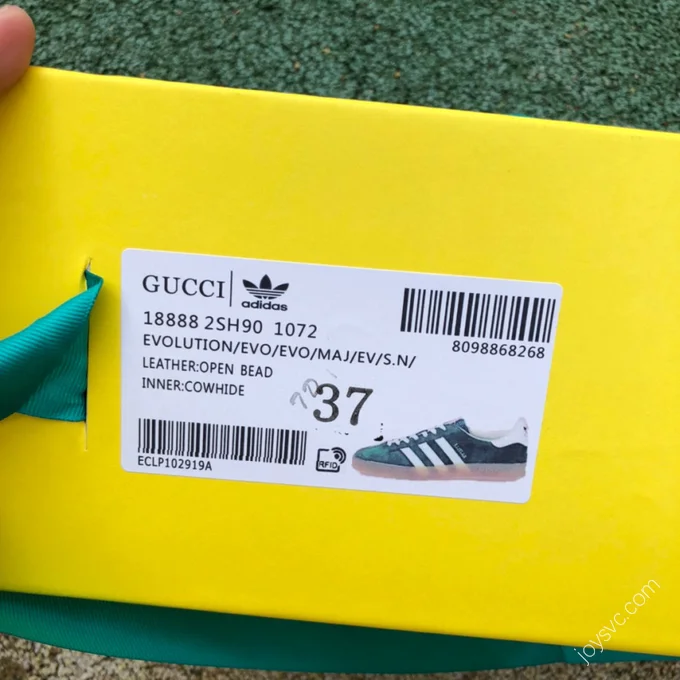 GUCCI adidas
18888 2SH90 1072
EVOLUTION/EVO/EVO/MAJ/EV/S.N/
LEATHER:OPEN BEAD
INNER:COWHIDE
37
8098868268
ECLP102919A
RFID
joysvc.com